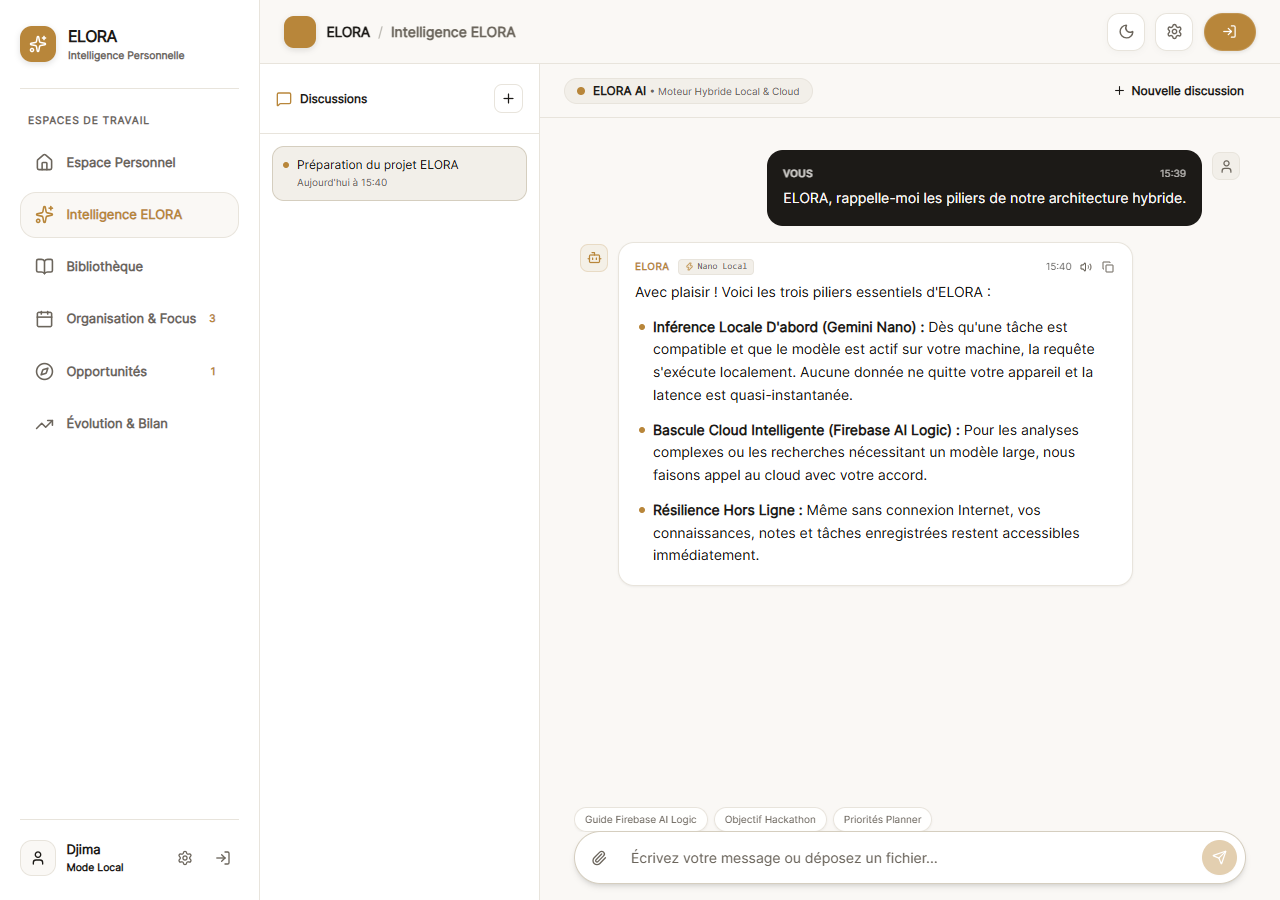 ELORA
Intelligence Personnelle
ESPACES DE TRAVAIL
Espace Personnel
Intelligence ELORA
Bibliothèque
Organisation & Focus 3
Opportunités 1
Évolution & Bilan
Djima
Mode Local
ELORA / Intelligence ELORA
Discussions
Préparation du projet ELORA
Aujourd'hui à 15:40
ELORA AI • Moteur Hybride Local & Cloud
Nouvelle discussion
VOUS 15:39
ELORA, rappelle-moi les piliers de notre architecture hybride.
ELORA Nano Local 15:40
Avec plaisir ! Voici les trois piliers essentiels d'ELORA :
Inférence Locale D'abord (Gemini Nano) : Dès qu'une tâche est
compatible et que le modèle est actif sur votre machine, la requête
s'exécute localement. Aucune donnée ne quitte votre appareil et la
latence est quasi-instantanée.
Bascule Cloud Intelligente (Firebase AI Logic) : Pour les analyses
complexes ou les recherches nécessitant un modèle large, nous
faisons appel au cloud avec votre accord.
Résilience Hors Ligne : Même sans connexion Internet, vos
connaissances, notes et tâches enregistrées restent accessibles
immédiatement.
Guide Firebase AI Logic
Objectif Hackathon
Priorités Planner
Écrivez votre message ou déposez un fichier...